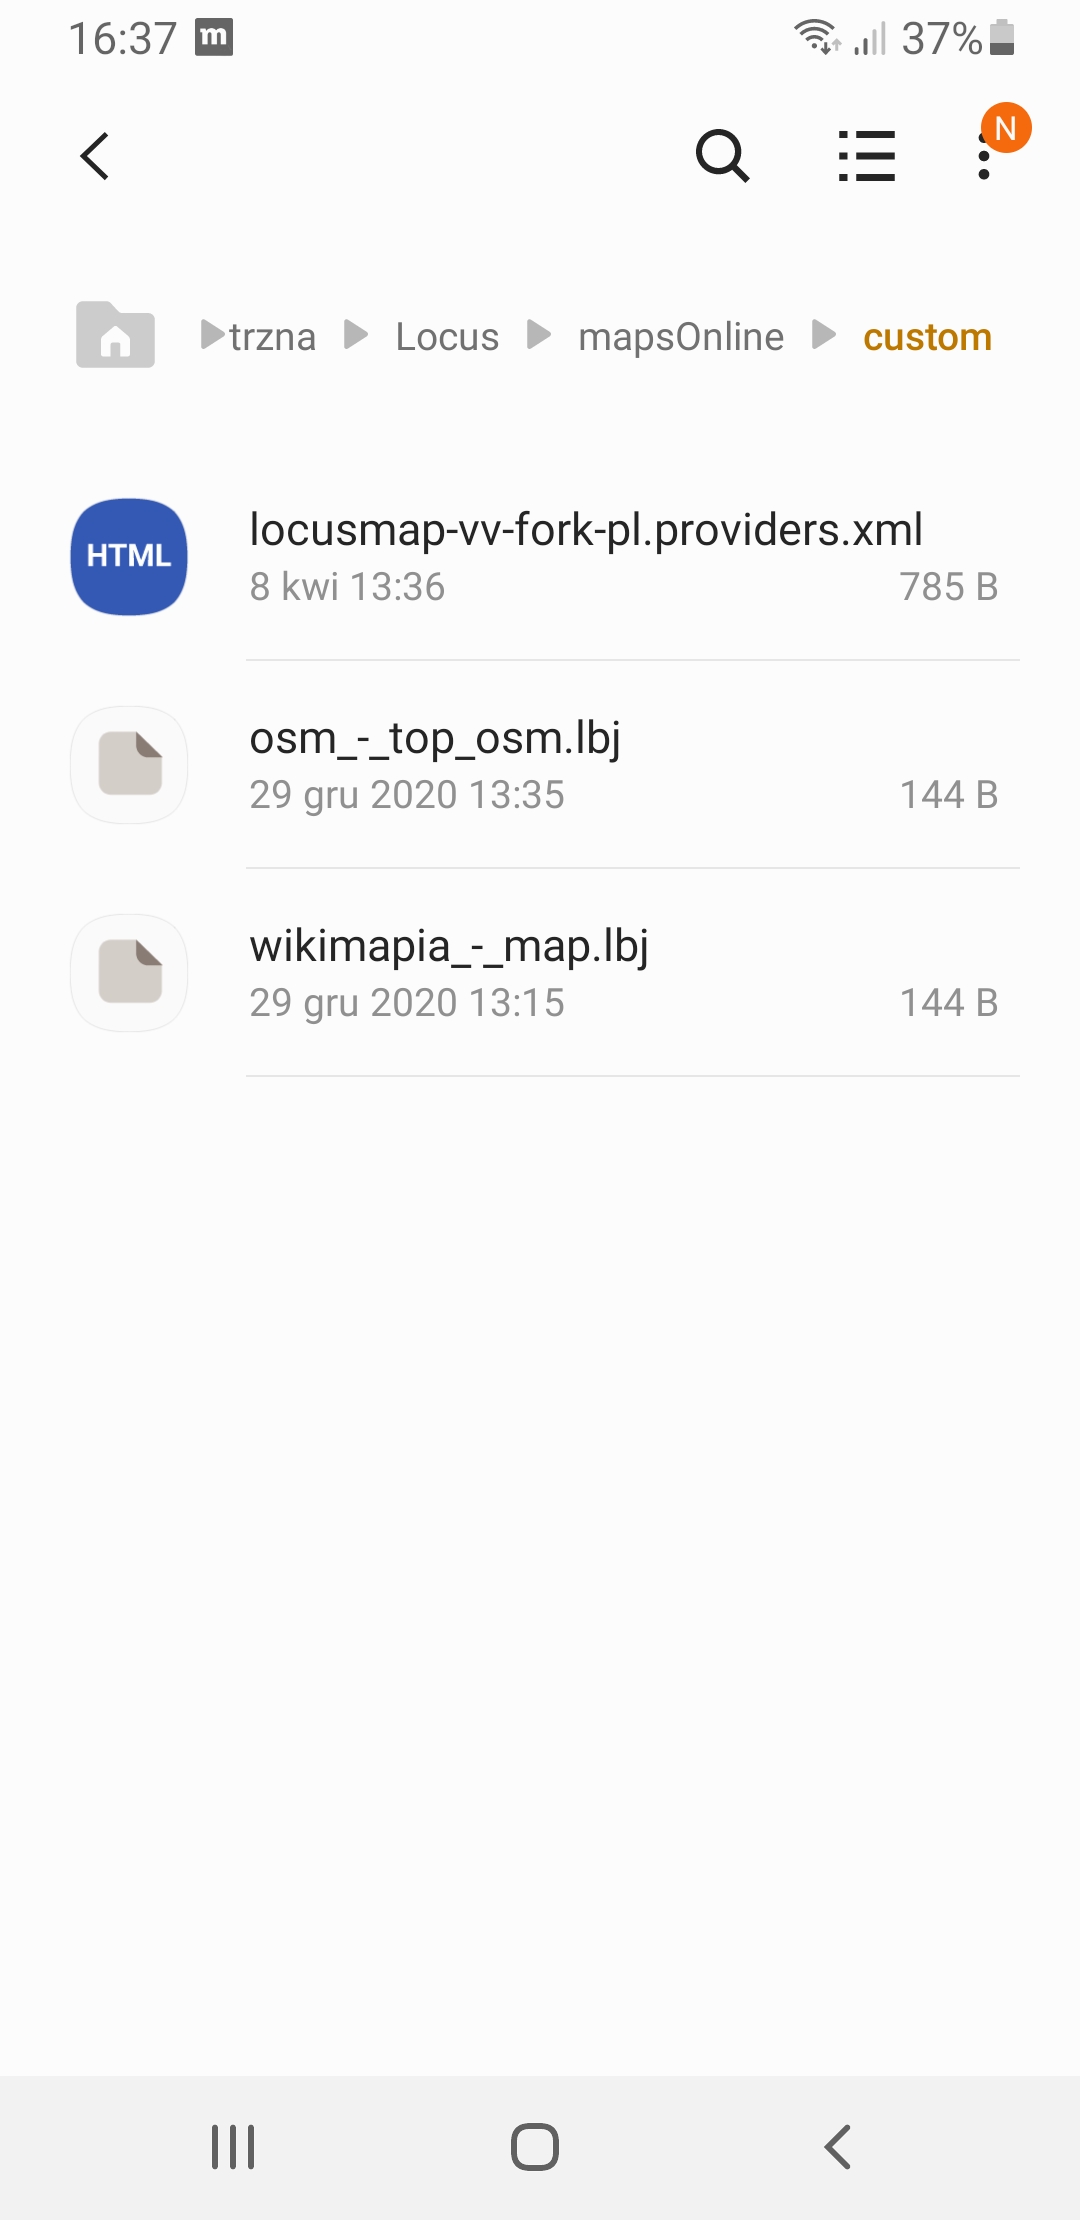 16:37 m 37%
N
trzna Locus mapsOnline custom
HTML
locusmap-vv-fork-pl.providers.xml
8 kwi 13:36 785 B
osm_-_top_osm.lbj
29 gru 2020 13:35 144 B
wikimapia_-_map.lbj
29 gru 2020 13:15 144 B